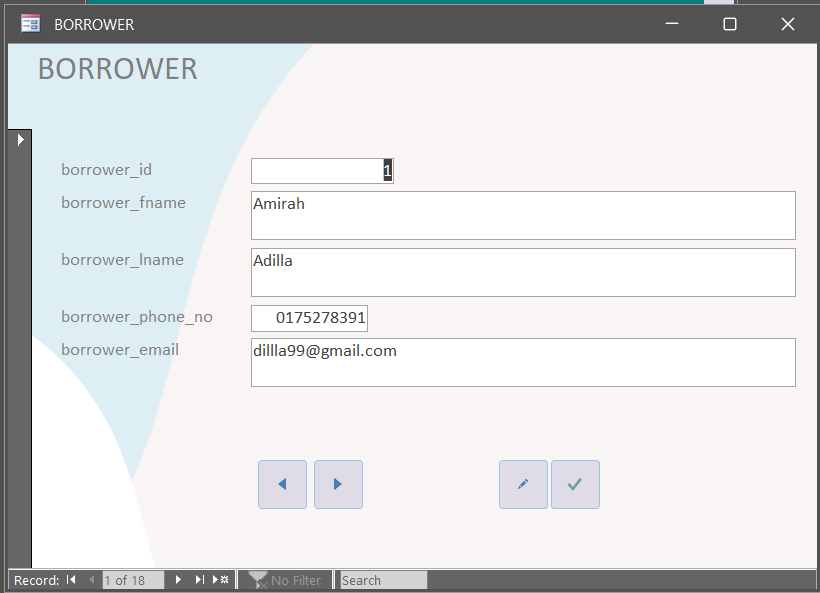 BORROWER
BORROWER
borrower_id 1
borrower_fname Amirah
borrower_lname Adilla
borrower_phone_no 0175278391
borrower_email dillla99@gmail.com
Record: 1 of 18 No Filter Search